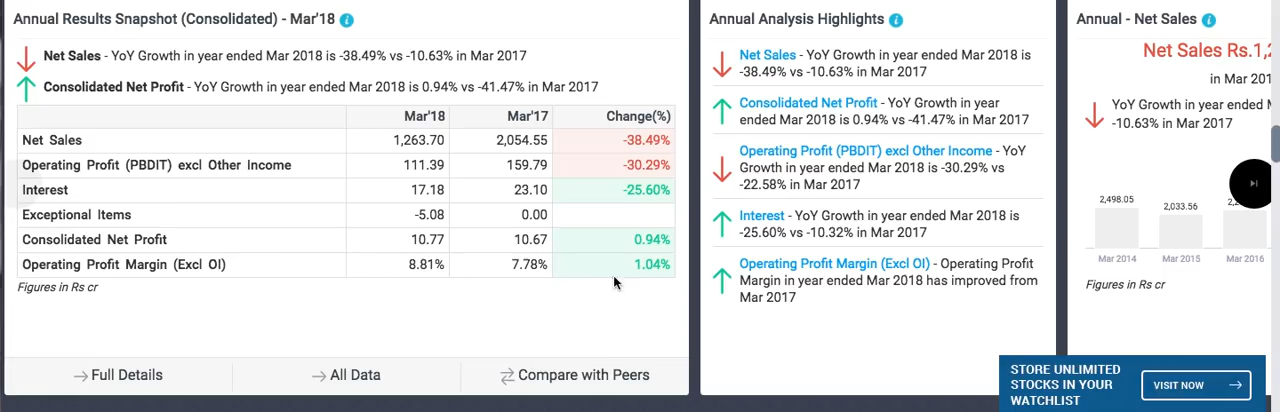 Annual Results Snapshot (Consolidated) - Mar'18
Net Sales - YoY Growth in year ended Mar 2018 is -38.49% vs -10.63% in Mar 2017
Consolidated Net Profit - YoY Growth in year ended Mar 2018 is 0.94% vs -41.47% in Mar 2017
Mar'18 Mar'17 Change(%)
Net Sales 1,263.70 2,054.55 -38.49%
Operating Profit (PBDIT) excl Other Income 111.39 159.79 -30.29%
Interest 17.18 23.10 -25.60%
Exceptional Items -5.08 0.00
Consolidated Net Profit 10.77 10.67 0.94%
Operating Profit Margin (Excl OI) 8.81% 7.78% 1.04%
Figures in Rs cr
Full Details All Data Compare with Peers
Annual Analysis Highlights
Net Sales - YoY Growth in year ended Mar 2018 is
-38.49% vs -10.63% in Mar 2017
Consolidated Net Profit - YoY Growth in year
ended Mar 2018 is 0.94% vs -41.47% in Mar 2017
Operating Profit (PBDIT) excl Other Income - YoY
Growth in year ended Mar 2018 is -30.29% vs
-22.58% in Mar 2017
Interest - YoY Growth in year ended Mar 2018 is
-25.60% vs -10.32% in Mar 2017
Operating Profit Margin (Excl OI) - Operating Profit
Margin in year ended Mar 2018 has improved from
Mar 2017
Annual - Net Sales
Net Sales Rs.1,2
in Mar 201
YoY Growth in year ended
-10.63% in Mar 2017
2,498.05 2,033.56
Mar 2014 Mar 2015 Mar 2016
Figures in Rs cr
STORE UNLIMITED
STOCKS IN YOUR
WATCHLIST
VISIT NOW